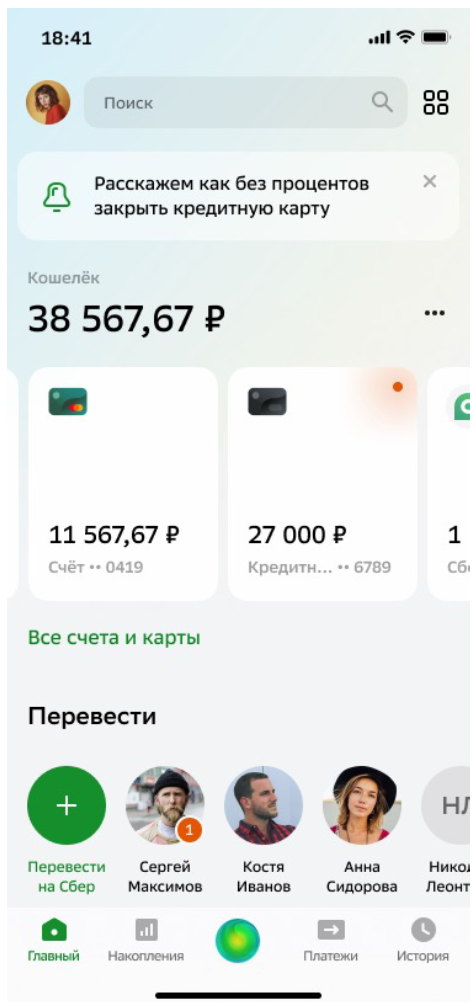 18:41
Поиск
Расскажем как без процентов
закрыть кредитную карту
Кошелёк
38 567,67 ₽
11 567,67 ₽
Счёт •• 0419
27 000 ₽
Кредитн... •• 6789
1
Сб
Все счета и карты
Перевести
1
НЛ
Перевести
на Сбер
Сергей
Максимов
Костя
Иванов
Анна
Сидорова
Никол
Леонт
Главный
Накопления
Платежи
История